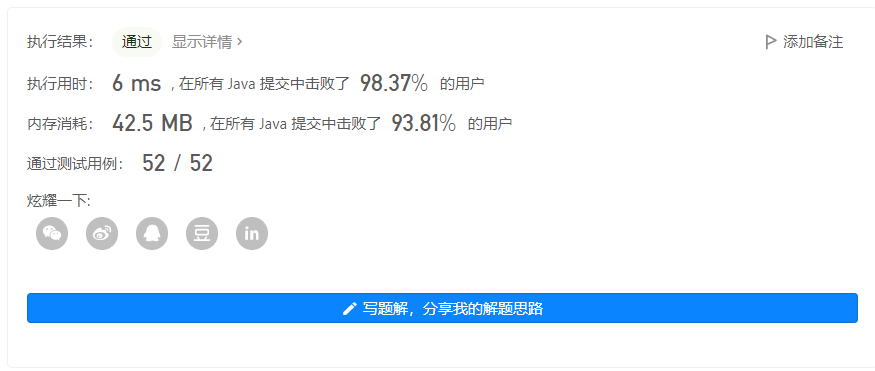 执行结果： 通过 显示详情 › 添加备注
执行用时： 6 ms , 在所有 Java 提交中击败了 98.37% 的用户
内存消耗： 42.5 MB , 在所有 Java 提交中击败了 93.81% 的用户
通过测试用例： 52 / 52
炫耀一下:
豆 in
写题解，分享我的解题思路